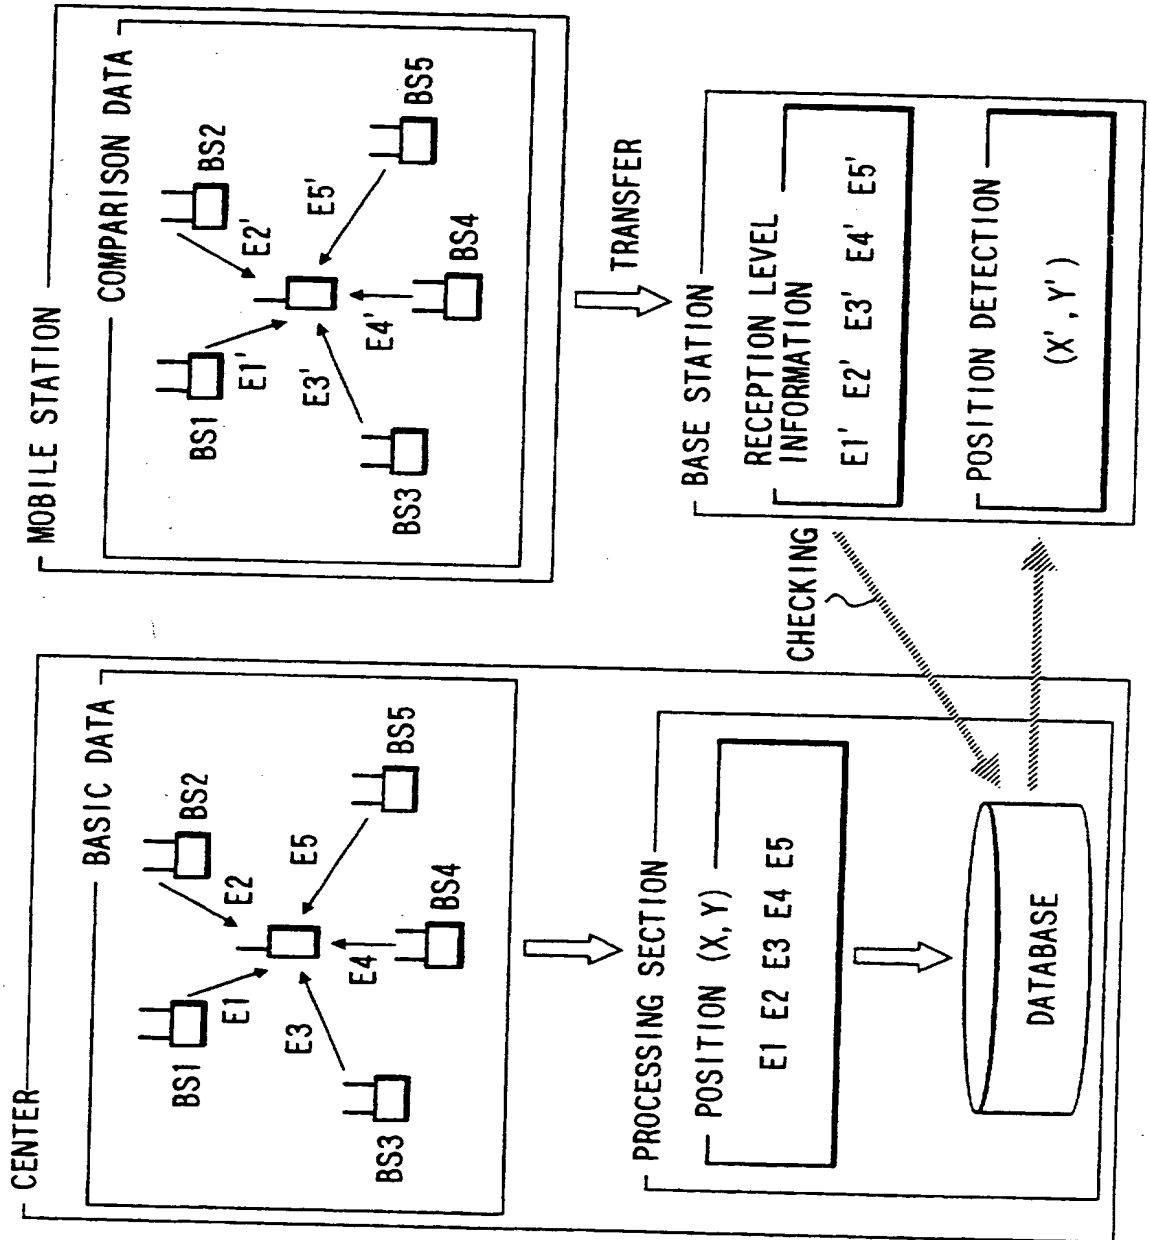 CENTER
BASIC DATA
BS1
BS2
E1
E2
E3
E4
E5
BS3
BS4
BS5
PROCESSING SECTION
POSITION (X,Y)
E1 E2 E3 E4 E5
DATABASE
MOBILE STATION
COMPARISON DATA
BS1
BS2
E1'
E2'
E3'
E4'
E5'
BS3
BS4
BS5
TRANSFER
BASE STATION
RECEPTION LEVEL
INFORMATION
E1' E2' E3' E4' E5'
CHECKING
POSITION DETECTION
(X',Y')